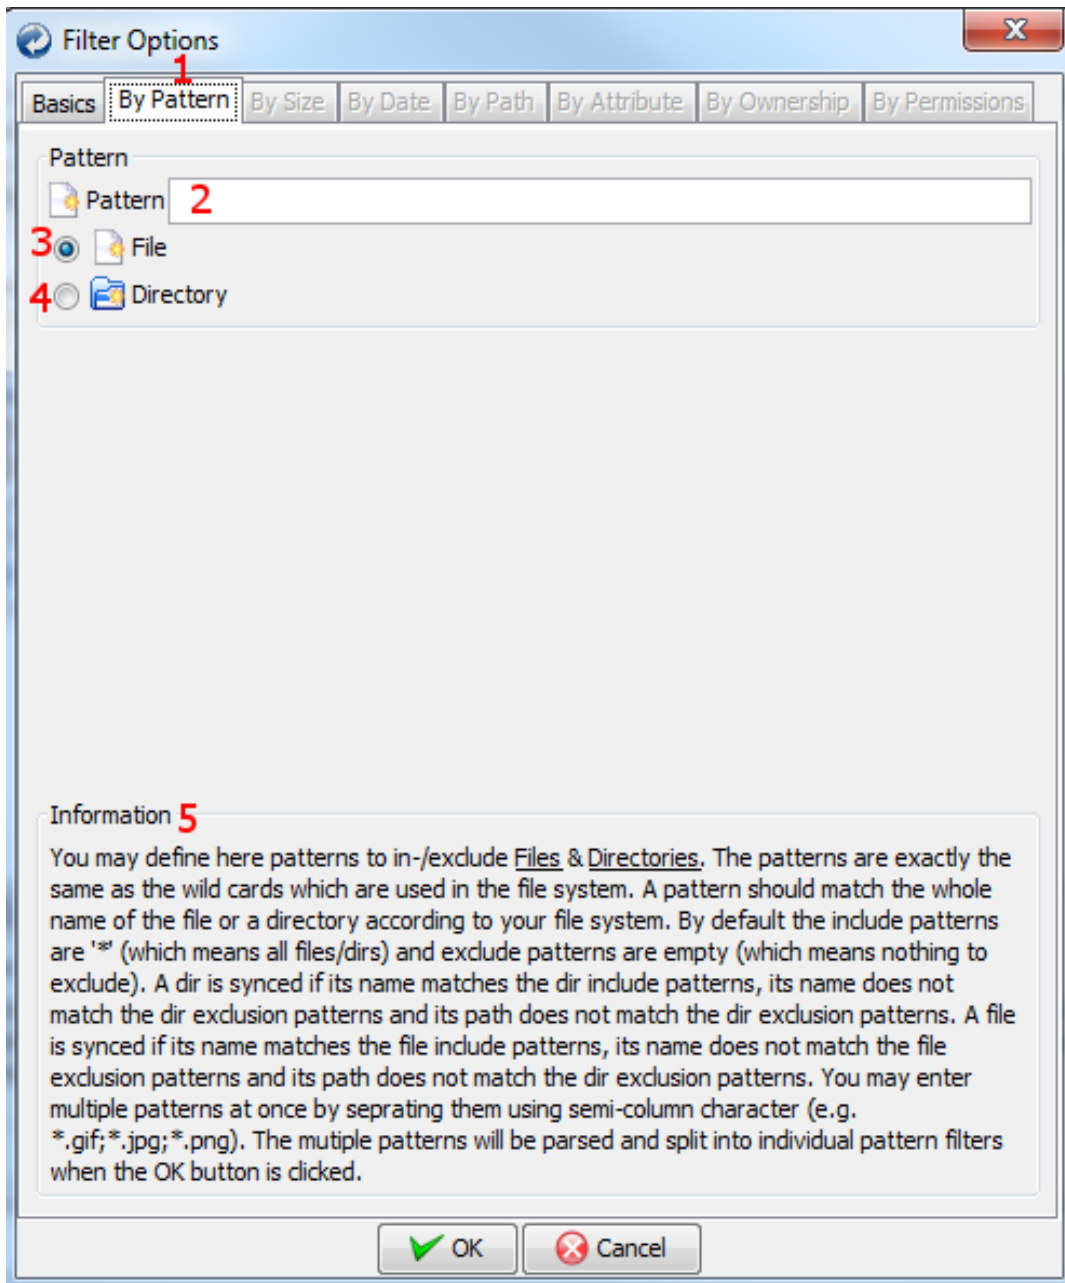 Filter Options
1
Basics By Pattern By Size By Date By Path By Attribute By Ownership By Permissions
Pattern
Pattern 2
3 File
4 Directory
Information 5
You may define here patterns to in-/exclude Files & Directories. The patterns are exactly the
same as the wild cards which are used in the file system. A pattern should match the whole
name of the file or a directory according to your file system. By default the include patterns
are '*' (which means all files/dirs) and exclude patterns are empty (which means nothing to
exclude). A dir is synced if its name matches the dir include patterns, its name does not
match the dir exclusion patterns and its path does not match the dir exclusion patterns. A file
is synced if its name matches the file include patterns, its name does not match the file
exclusion patterns and its path does not match the dir exclusion patterns. You may enter
multiple patterns at once by seprating them using semi-column character (e.g.
*.gif;*.jpg;*.png). The mutiple patterns will be parsed and split into individual pattern filters
when the OK button is clicked.
OK Cancel